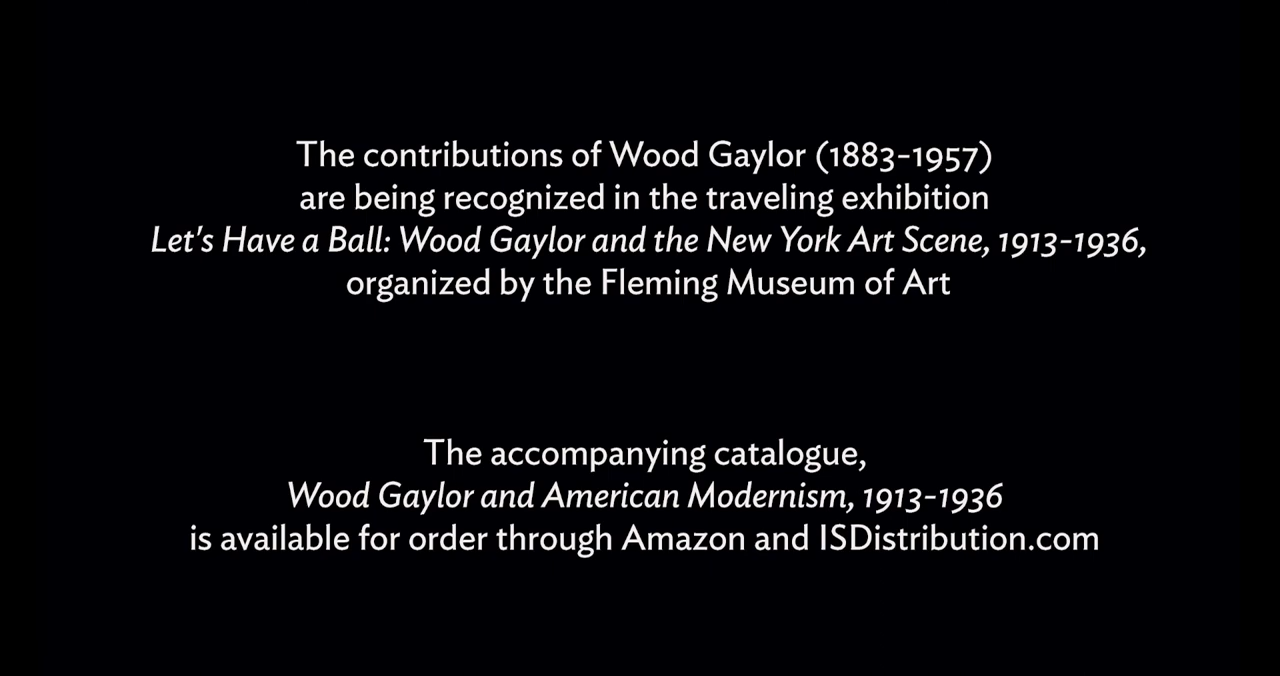 The contributions of Wood Gaylor (1883-1957)
are being recognized in the traveling exhibition
Let's Have a Ball: Wood Gaylor and the New York Art Scene, 1913-1936,
organized by the Fleming Museum of Art
The accompanying catalogue,
Wood Gaylor and American Modernism, 1913-1936
is available for order through Amazon and ISDistribution.com